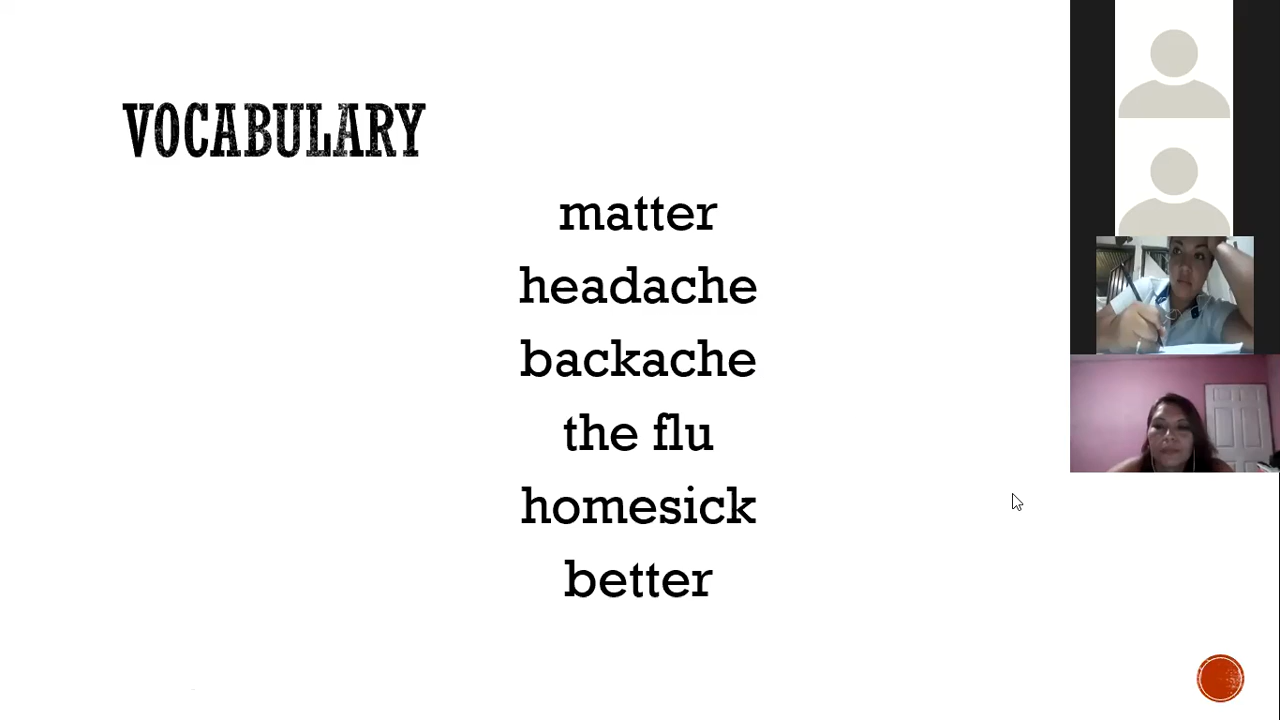 VOCABULARY
matter
headache
backache
the flu
homesick
better